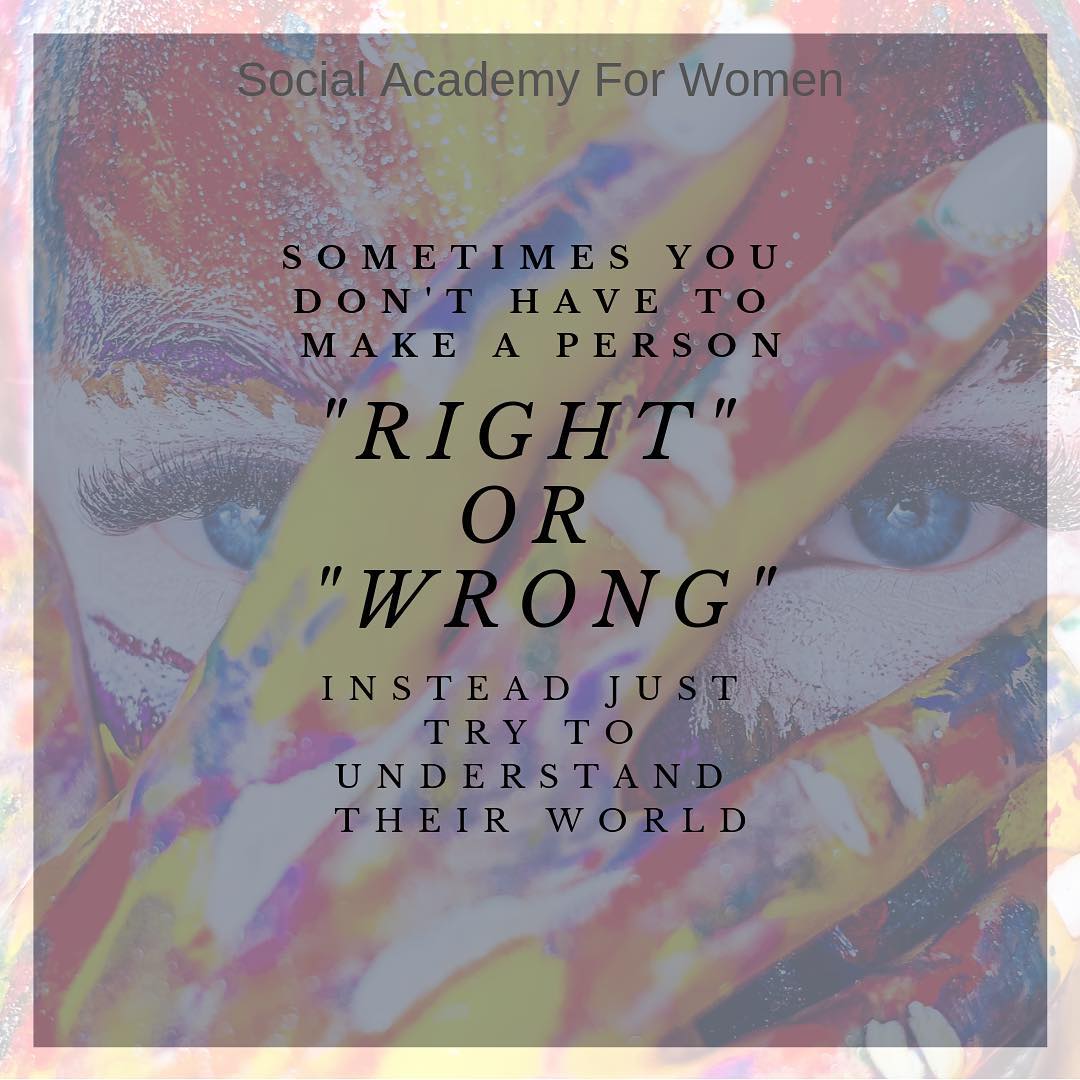 Social Academy For Women
SOMETIMES YOU
DON'T HAVE TO
MAKE A PERSON
"RIGHT"
OR
"WRONG"
INSTEAD JUST
TRY TO
UNDERSTAND
THEIR WORLD